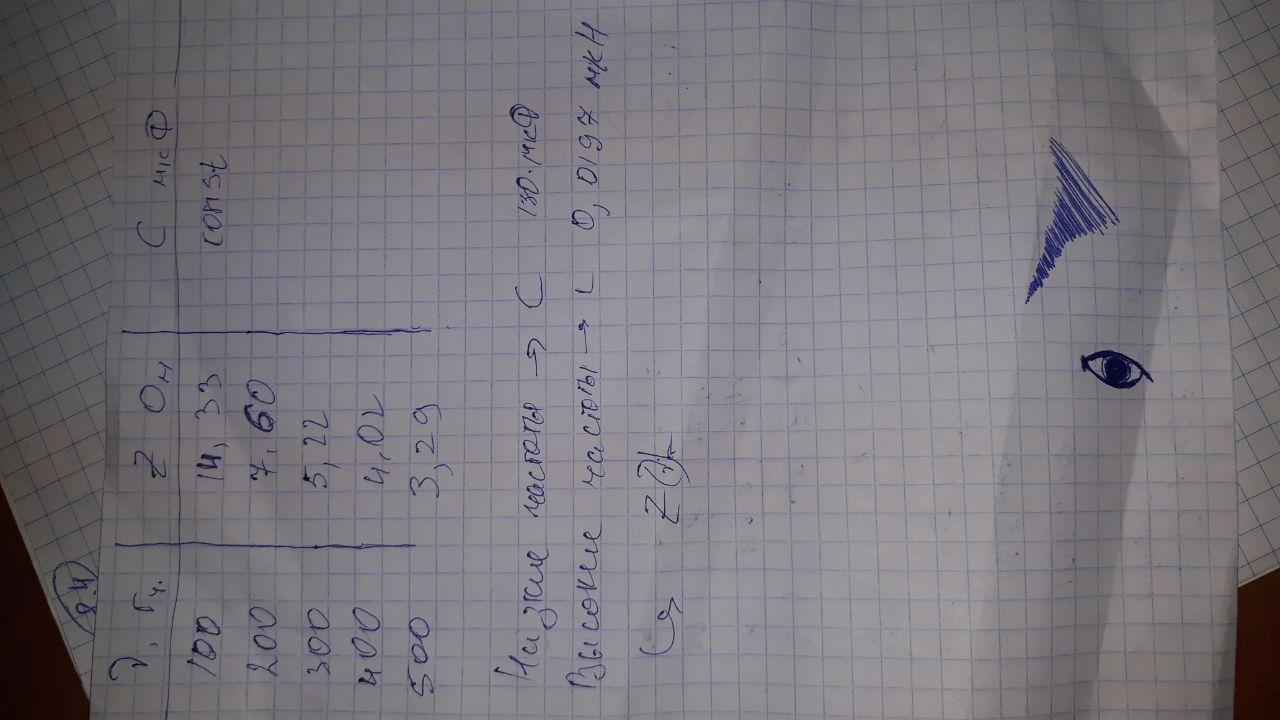 8.4
ν, Гц. Z Ом C мкФ
100 14,33 const
200 7.60
300 5,22
400 4,02
500 3,29
Низкие частоты → C 130·мкФ
Высокие частоты → L 0,0197 мкН
↳ Z